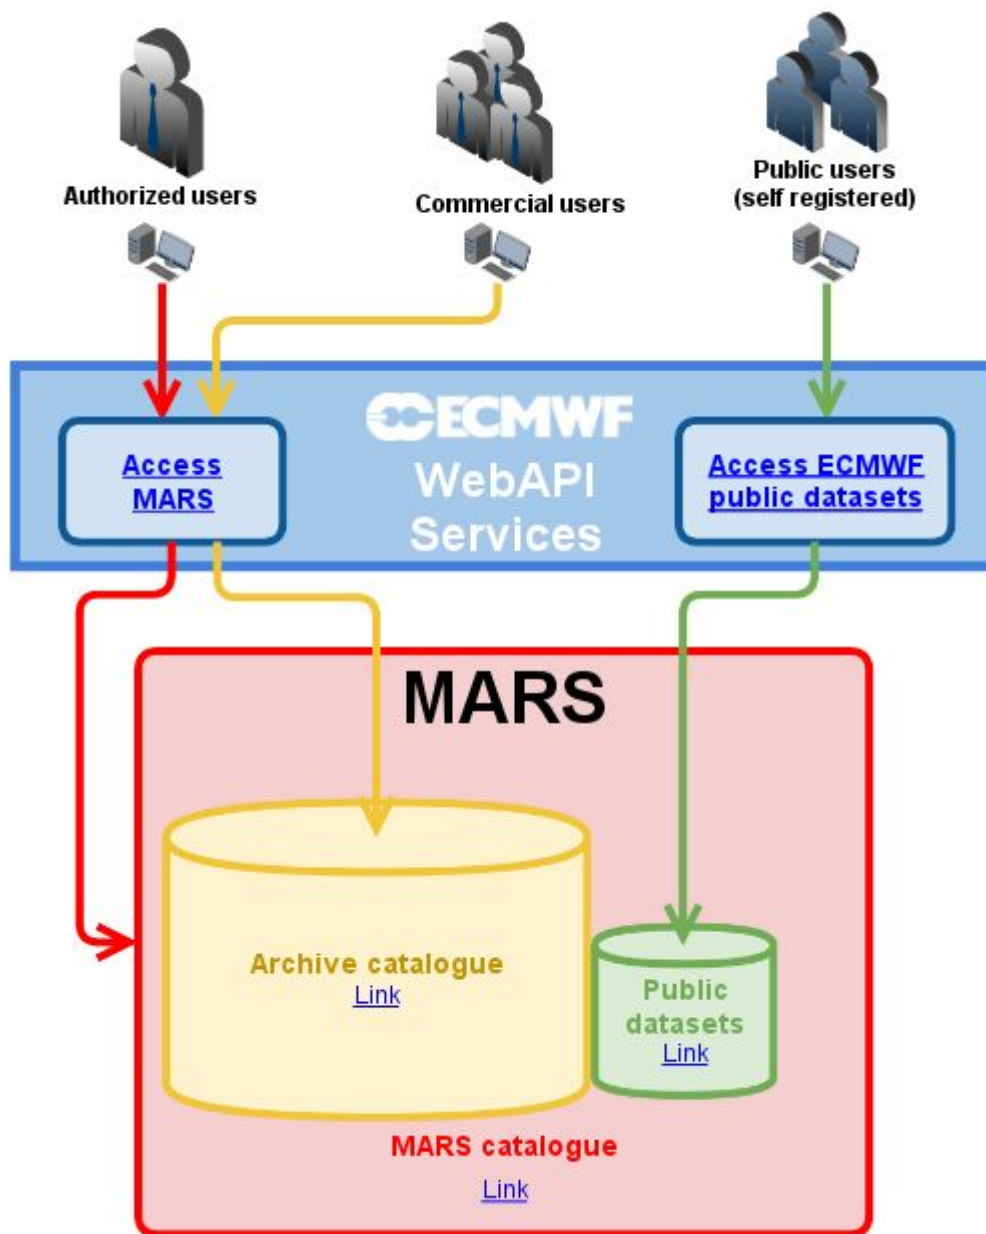 Authorized users
Commercial users
Public users
(self registered)
ECMWF
WebAPI
Services
Access
MARS
Access ECMWF
public datasets
MARS
Archive catalogue
Link
Public
datasets
Link
MARS catalogue
Link